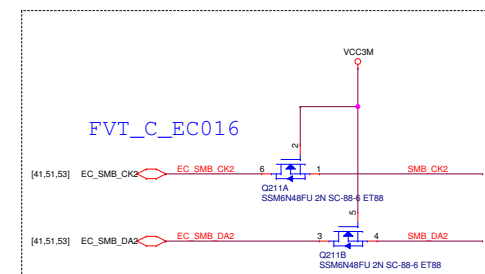 VCC3M
FVT_C_EC016
2
[41,51,53] EC_SMB_CK2 EC_SMB_CK2 6 1 SMB_CK2
Q211A
SSM6N48FU 2N SC-88-6 ET88
5
[41,51,53] EC_SMB_DA2 EC_SMB_DA2 3 4 SMB_DA2
Q211B
SSM6N48FU 2N SC-88-6 ET88